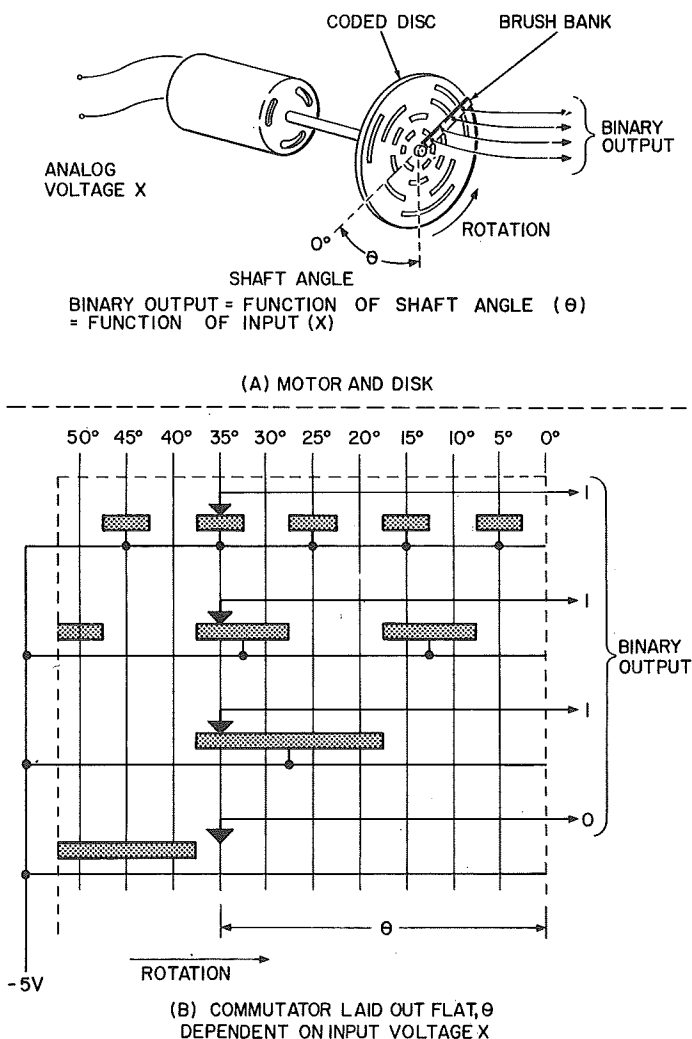 CODED DISC
BRUSH BANK
BINARY
OUTPUT
ANALOG
VOLTAGE X
0°
θ
ROTATION
SHAFT ANGLE
BINARY OUTPUT = FUNCTION OF SHAFT ANGLE (θ)
= FUNCTION OF INPUT (X)
(A) MOTOR AND DISK
50° 45° 40° 35° 30° 25° 20° 15° 10° 5° 0°
1
1
BINARY
OUTPUT
1
0
θ
ROTATION
-5V
(B) COMMUTATOR LAID OUT FLAT, θ
DEPENDENT ON INPUT VOLTAGE X